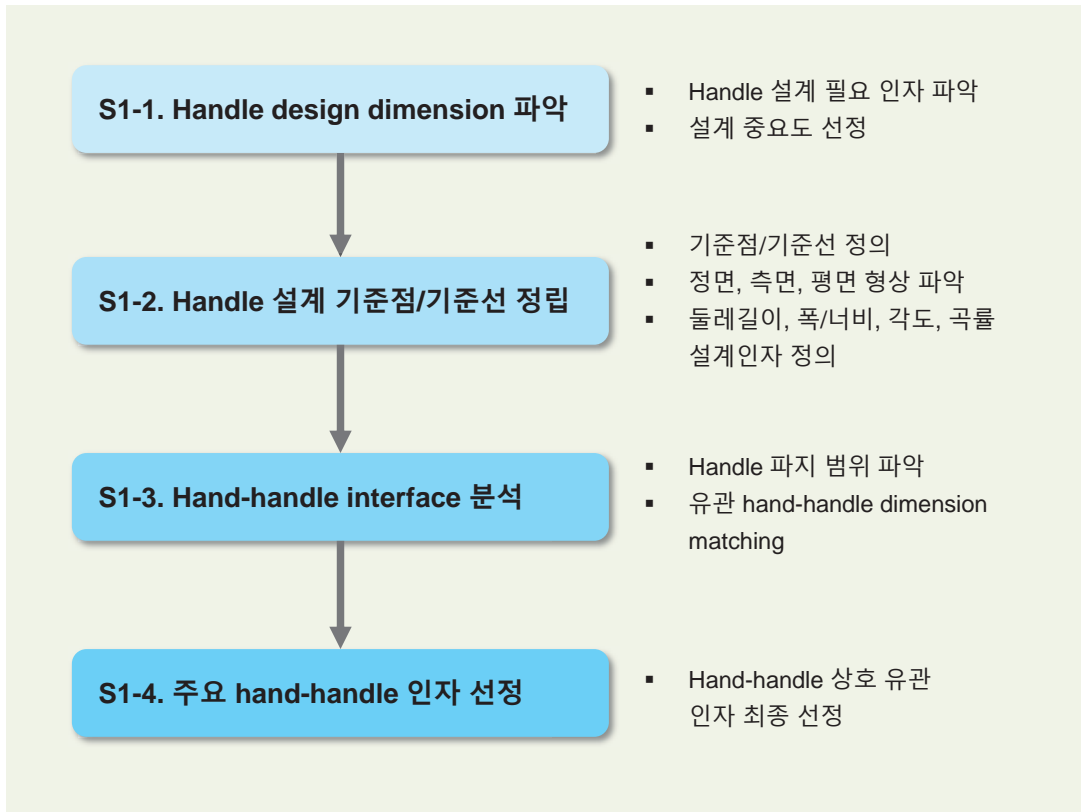 S1-1. Handle design dimension 파악
▪ Handle 설계 필요 인자 파악
▪ 설계 중요도 선정
S1-2. Handle 설계 기준점/기준선 정립
▪ 기준점/기준선 정의
▪ 정면, 측면, 평면 형상 파악
▪ 둘레길이, 폭/너비, 각도, 곡률
설계인자 정의
S1-3. Hand-handle interface 분석
▪ Handle 파지 범위 파악
▪ 유관 hand-handle dimension
matching
S1-4. 주요 hand-handle 인자 선정
▪ Hand-handle 상호 유관
인자 최종 선정